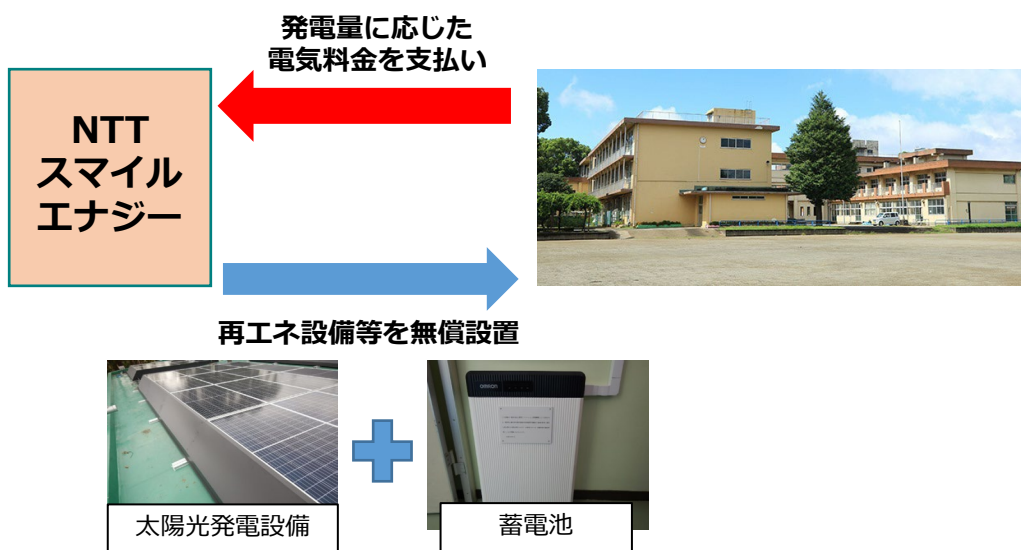 発電量に応じた
電気料金を支払い
NTT
スマイル
エナジー
再エネ設備等を無償設置
OMRON
太陽光発電設備
蓄電池